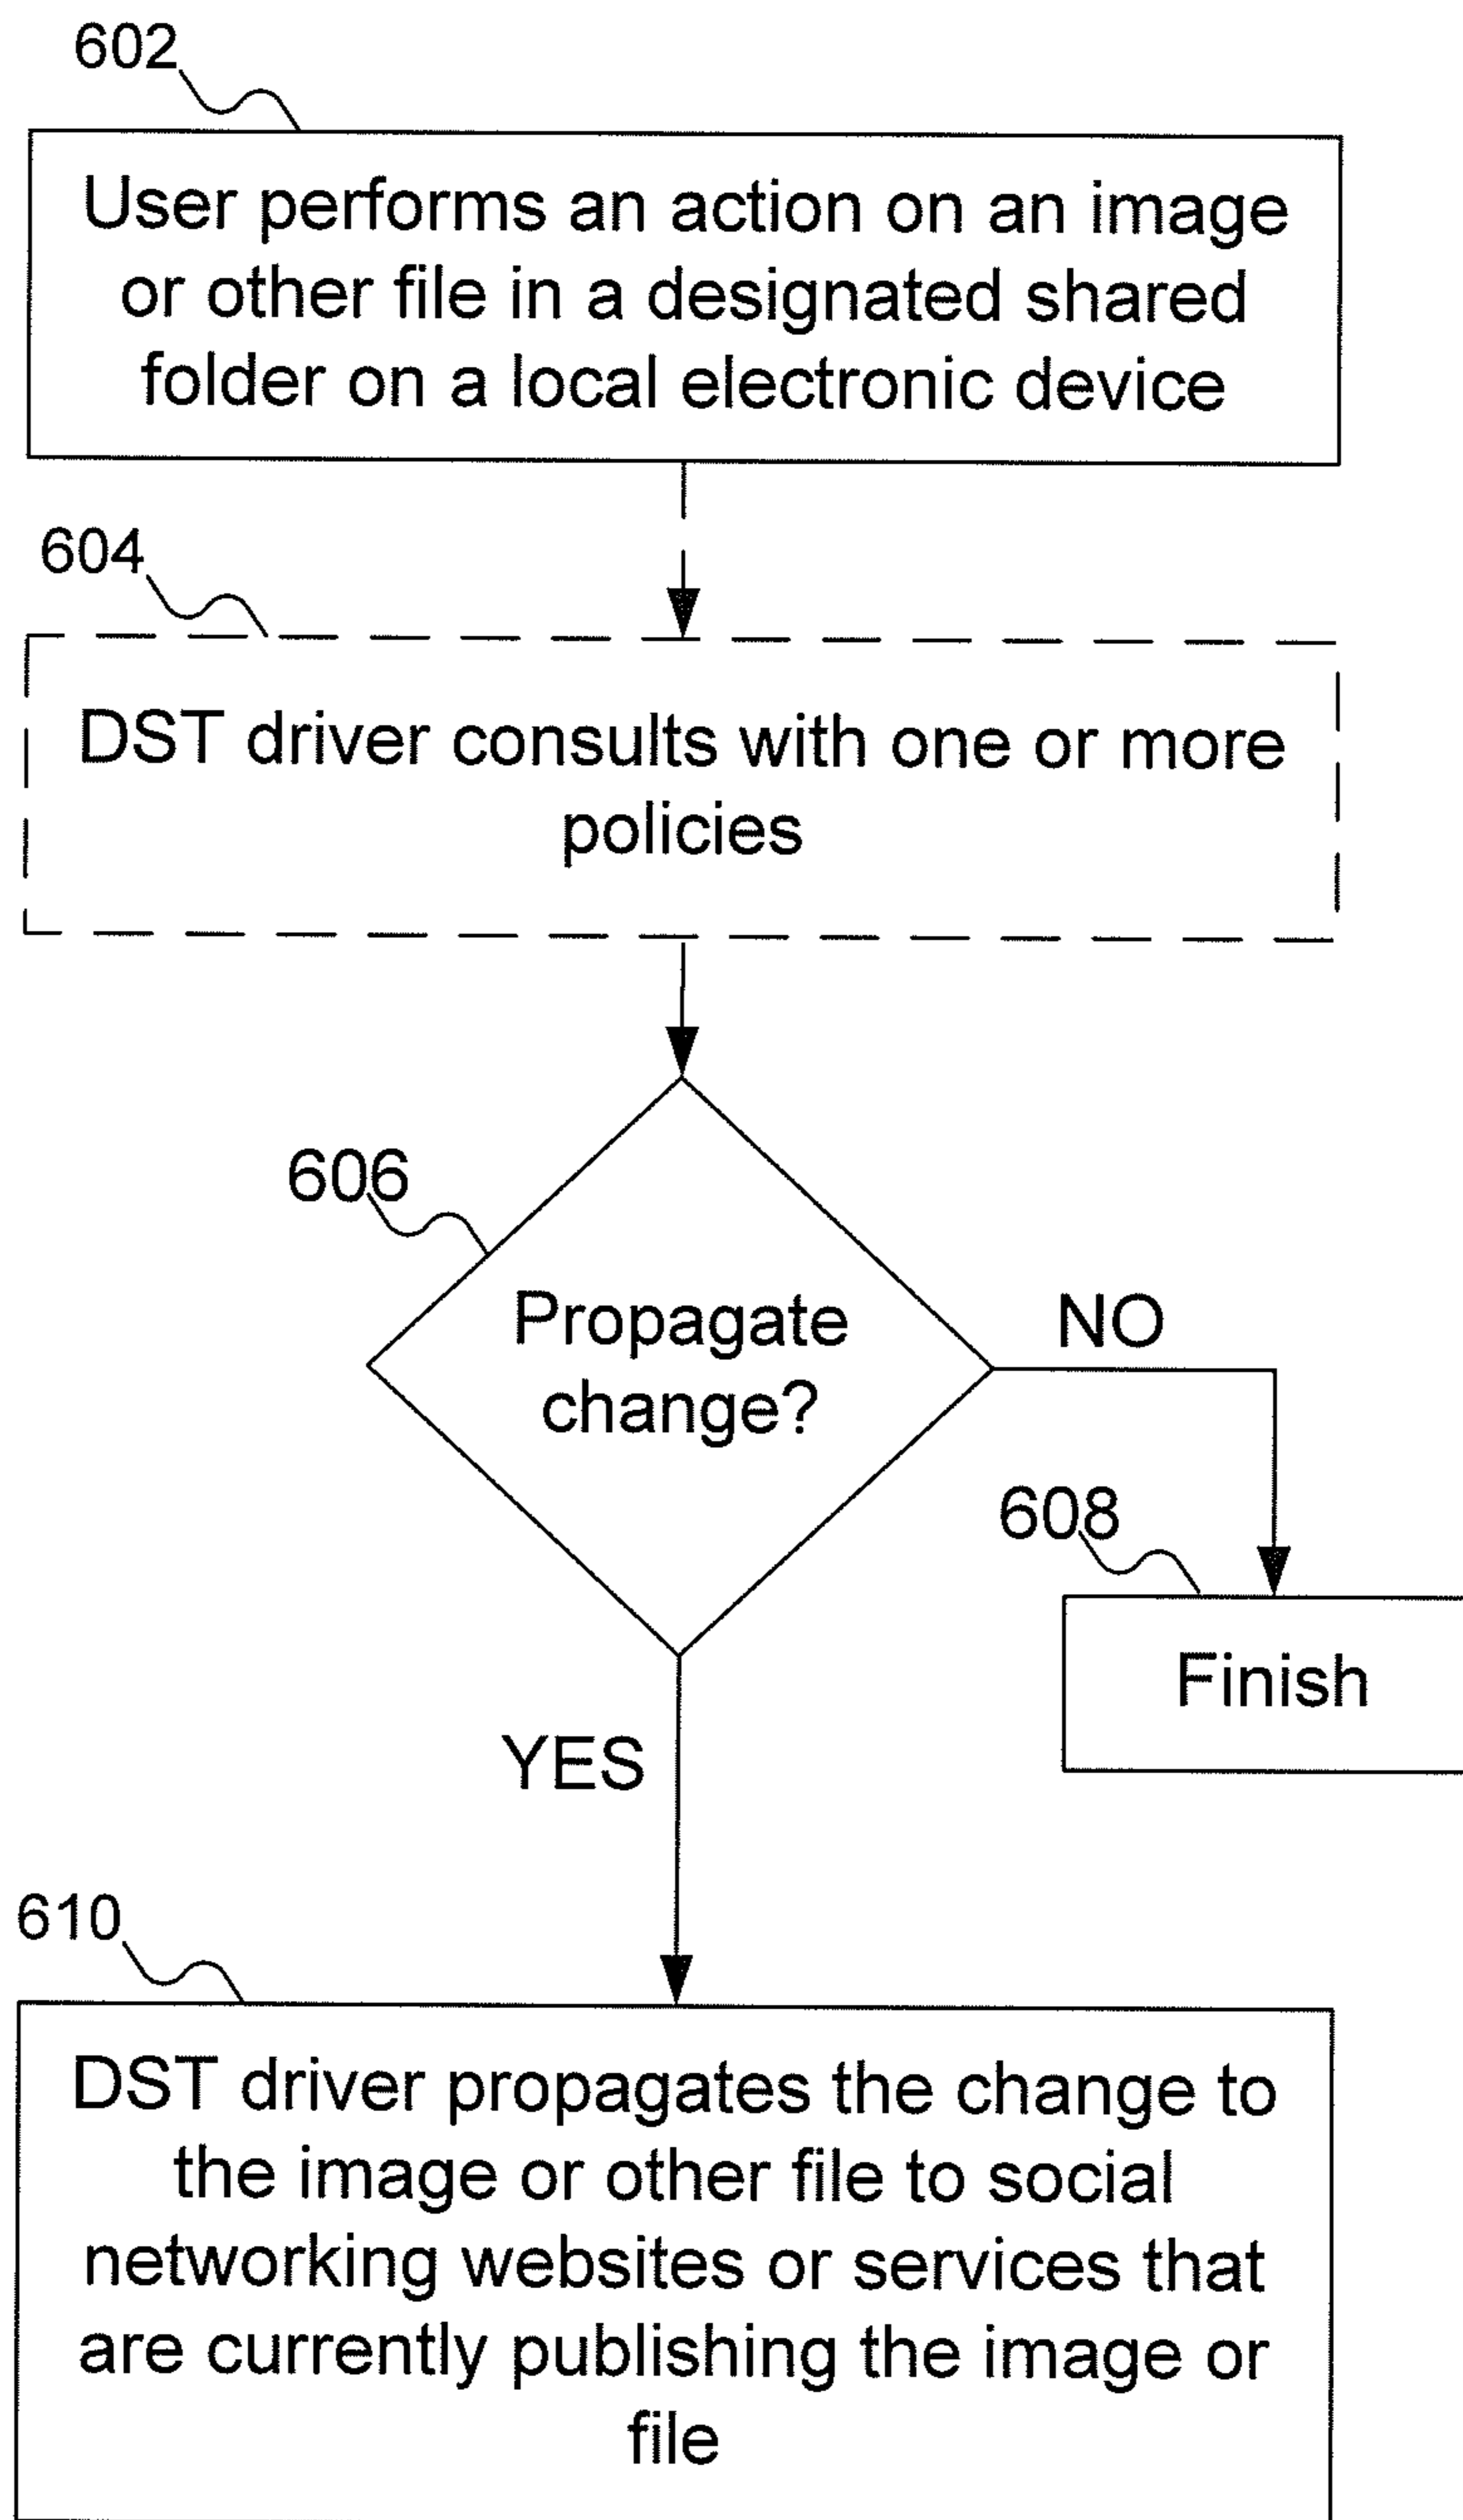 602
User performs an action on an image
or other file in a designated shared
folder on a local electronic device
604
DST driver consults with one or more
policies
606
Propagate
change?
NO
608
Finish
YES
610
DST driver propagates the change to
the image or other file to social
networking websites or services that
are currently publishing the image or
file